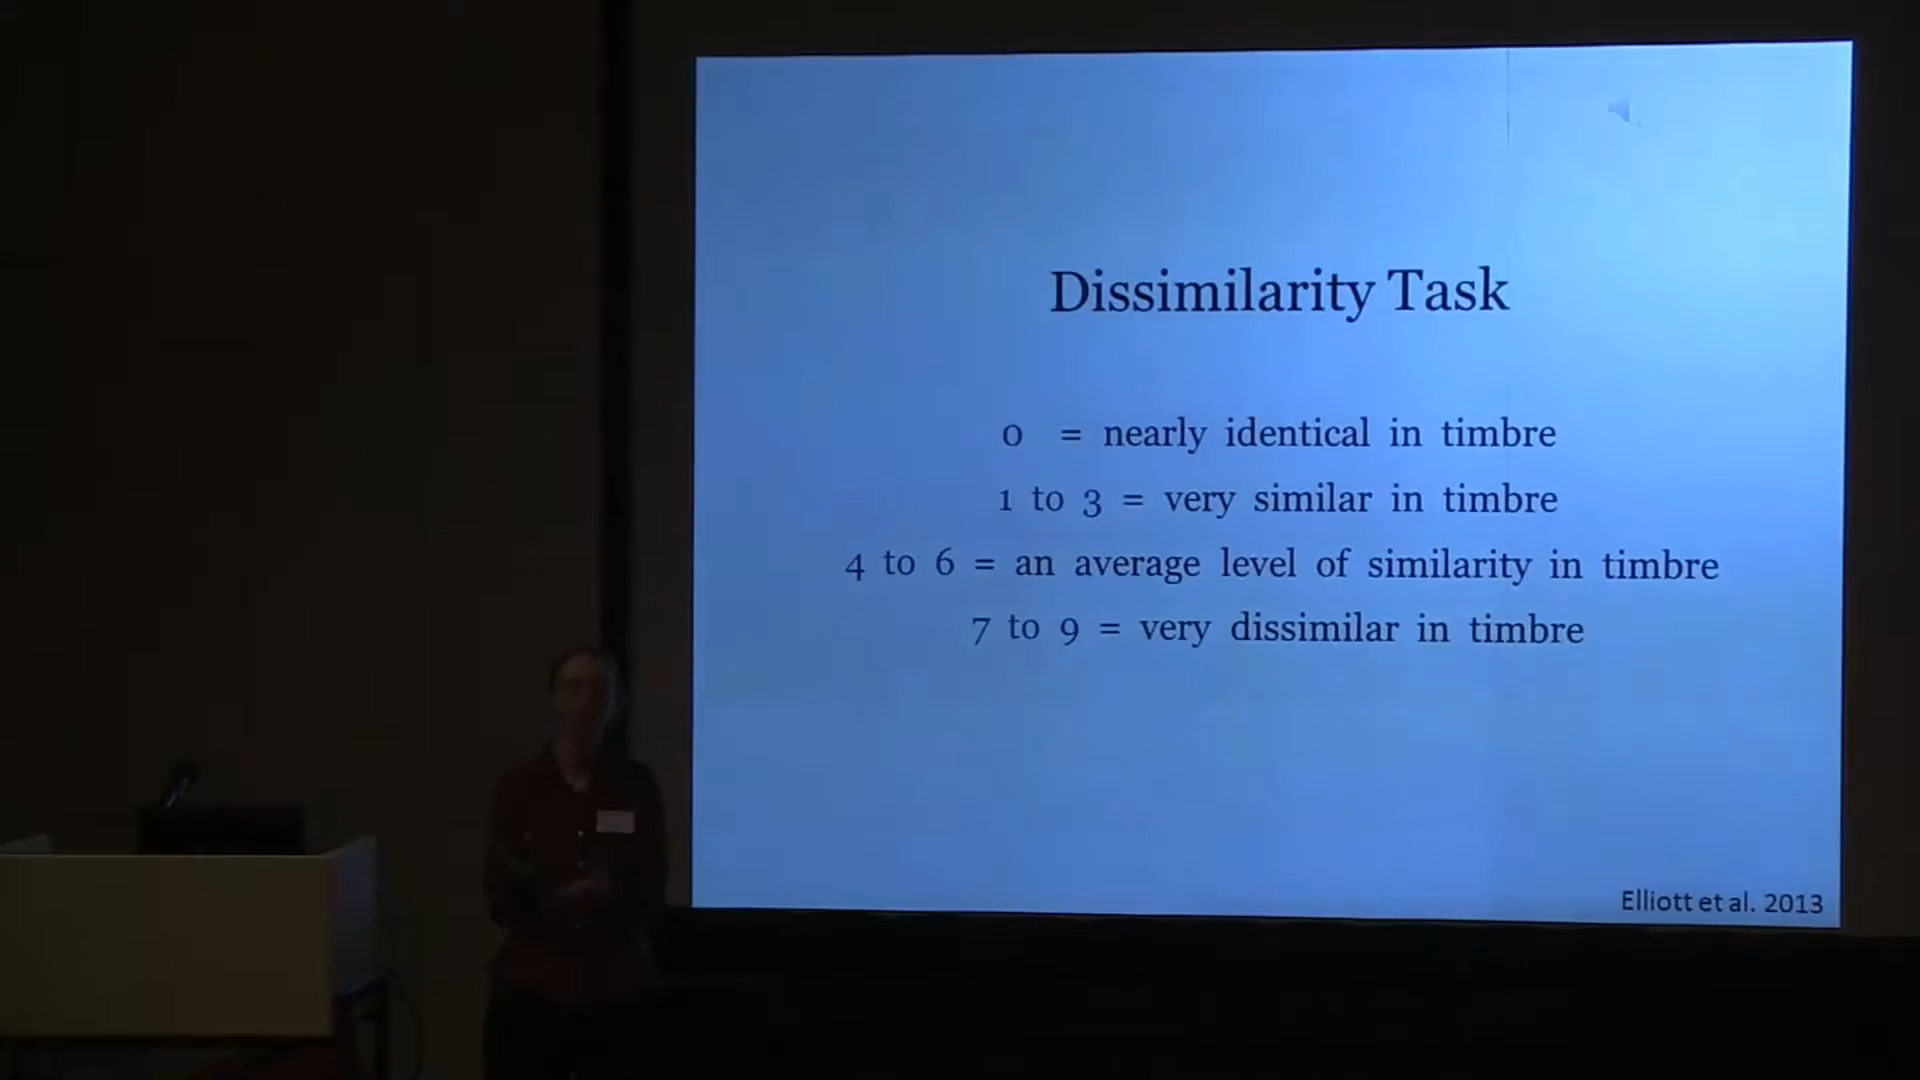 Dissimilarity Task
0 = nearly identical in timbre
1 to 3 = very similar in timbre
4 to 6 = an average level of similarity in timbre
7 to 9 = very dissimilar in timbre
Elliott et al. 2013